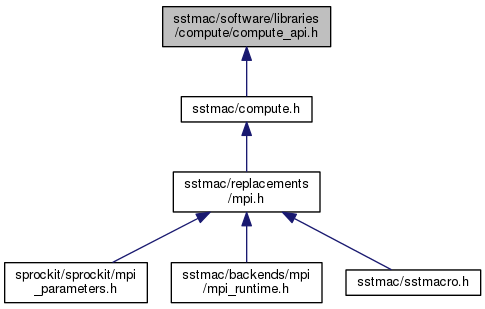 sstmac/software/libraries
/compute/compute_api.h
sstmac/compute.h
sstmac/replacements
/mpi.h
sprockit/sprockit/mpi
_parameters.h
sstmac/backends/mpi
/mpi_runtime.h
sstmac/sstmacro.h